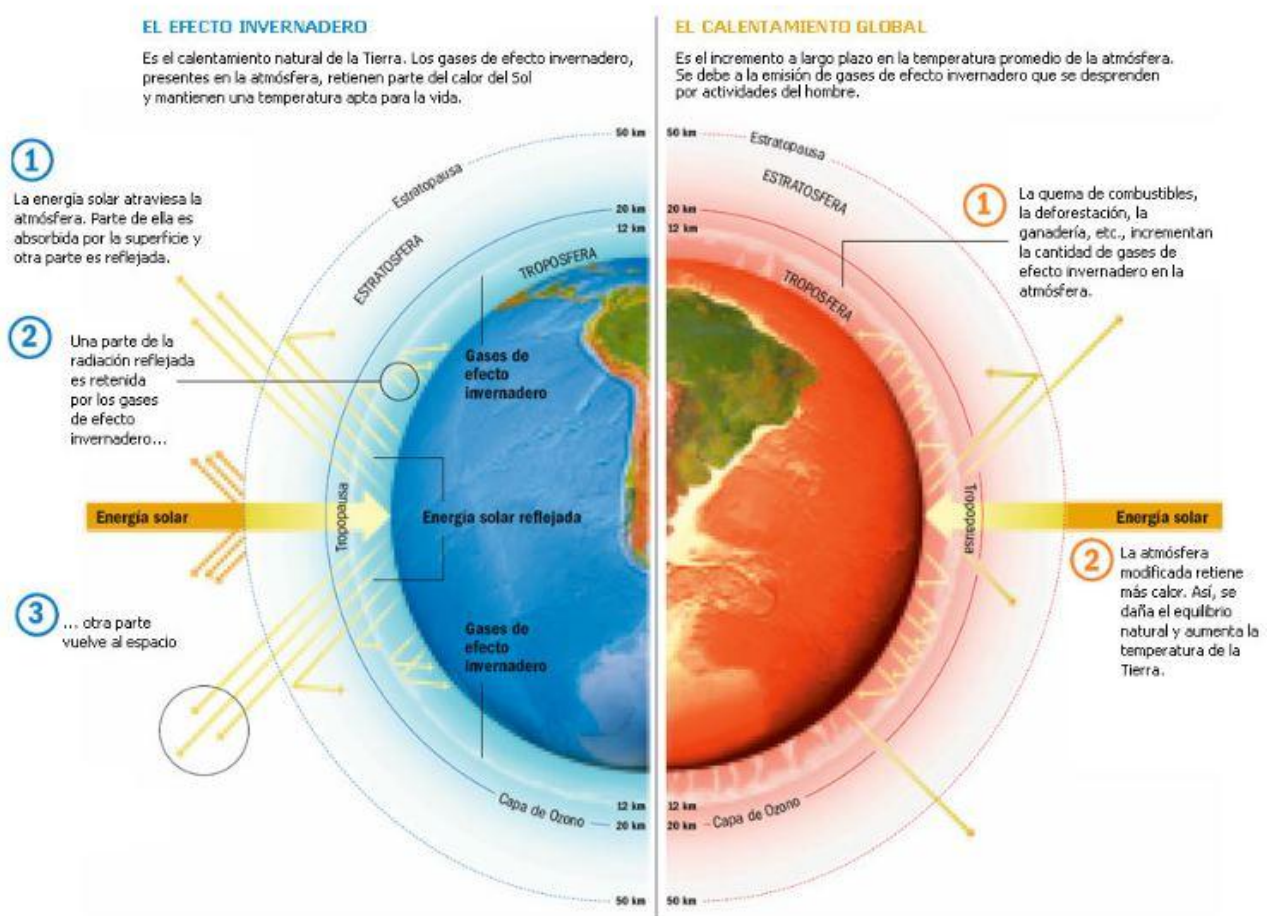 EL EFECTO INVERNADERO
Es el calentamiento natural de la Tierra. Los gases de efecto invernadero,
presentes en la atmósfera, retienen parte del calor del Sol
y mantienen una temperatura apta para la vida.
50 km
Estratopausa
1
La energía solar atraviesa la
atmósfera. Parte de ella es
absorbida por la superficie y
otra parte es reflejada.
20 km
12 km
ESTRATOSFERA
TROPOSFERA
2
Una parte de la
radiación reflejada
es retenida
por los gases
de efecto
invernadero...
Gases de
efecto
invernadero
Energía solar
Tropopausa
Energía solar reflejada
3
... otra parte
vuelve al espacio
Gases de
efecto
invernadero
Capa de Ozono
12 km
20 km
50 km
EL CALENTAMIENTO GLOBAL
Es el incremento a largo plazo en la temperatura promedio de la atmósfera.
Se debe a la emisión de gases de efecto invernadero que se desprenden
por actividades del hombre.
50 km
Estratopausa
ESTRATOSFERA
20 km
12 km
TROPOSFERA
1
La quema de combustibles,
la deforestación, la
ganadería, etc., incrementan
la cantidad de gases de
efecto invernadero en la
atmósfera.
Tropopausa
Energía solar
2
La atmósfera
modificada retiene
más calor. Así, se
daña el equilibrio
natural y aumenta la
temperatura de la
Tierra.
12 km
20 km
Capa de Ozono
50 km